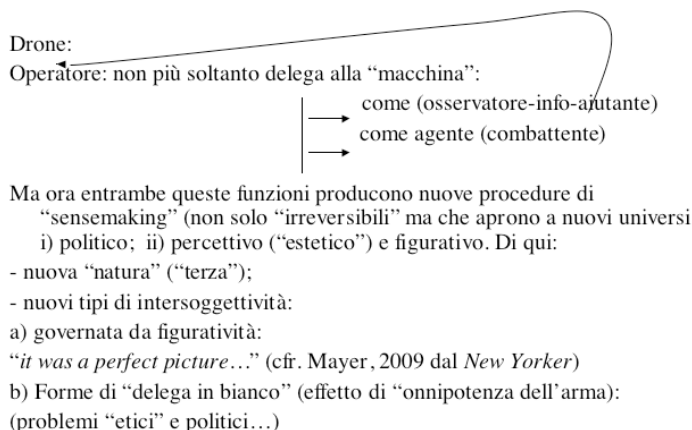 Drone:
Operatore: non più soltanto delega alla “macchina”:
come (osservatore-info-aiutante)
come agente (combattente)
Ma ora entrambe queste funzioni producono nuove procedure di
“sensemaking” (non solo “irreversibili” ma che aprono a nuovi universi
i) politico; ii) percettivo (“estetico”) e figurativo. Di qui:
- nuova “natura” (“terza”);
- nuovi tipi di intersoggettività:
a) governata da figuratività:
“it was a perfect picture…” (cfr. Mayer, 2009 dal New Yorker)
b) Forme di “delega in bianco” (effetto di “onnipotenza dell’arma):
(problemi “etici” e politici…)